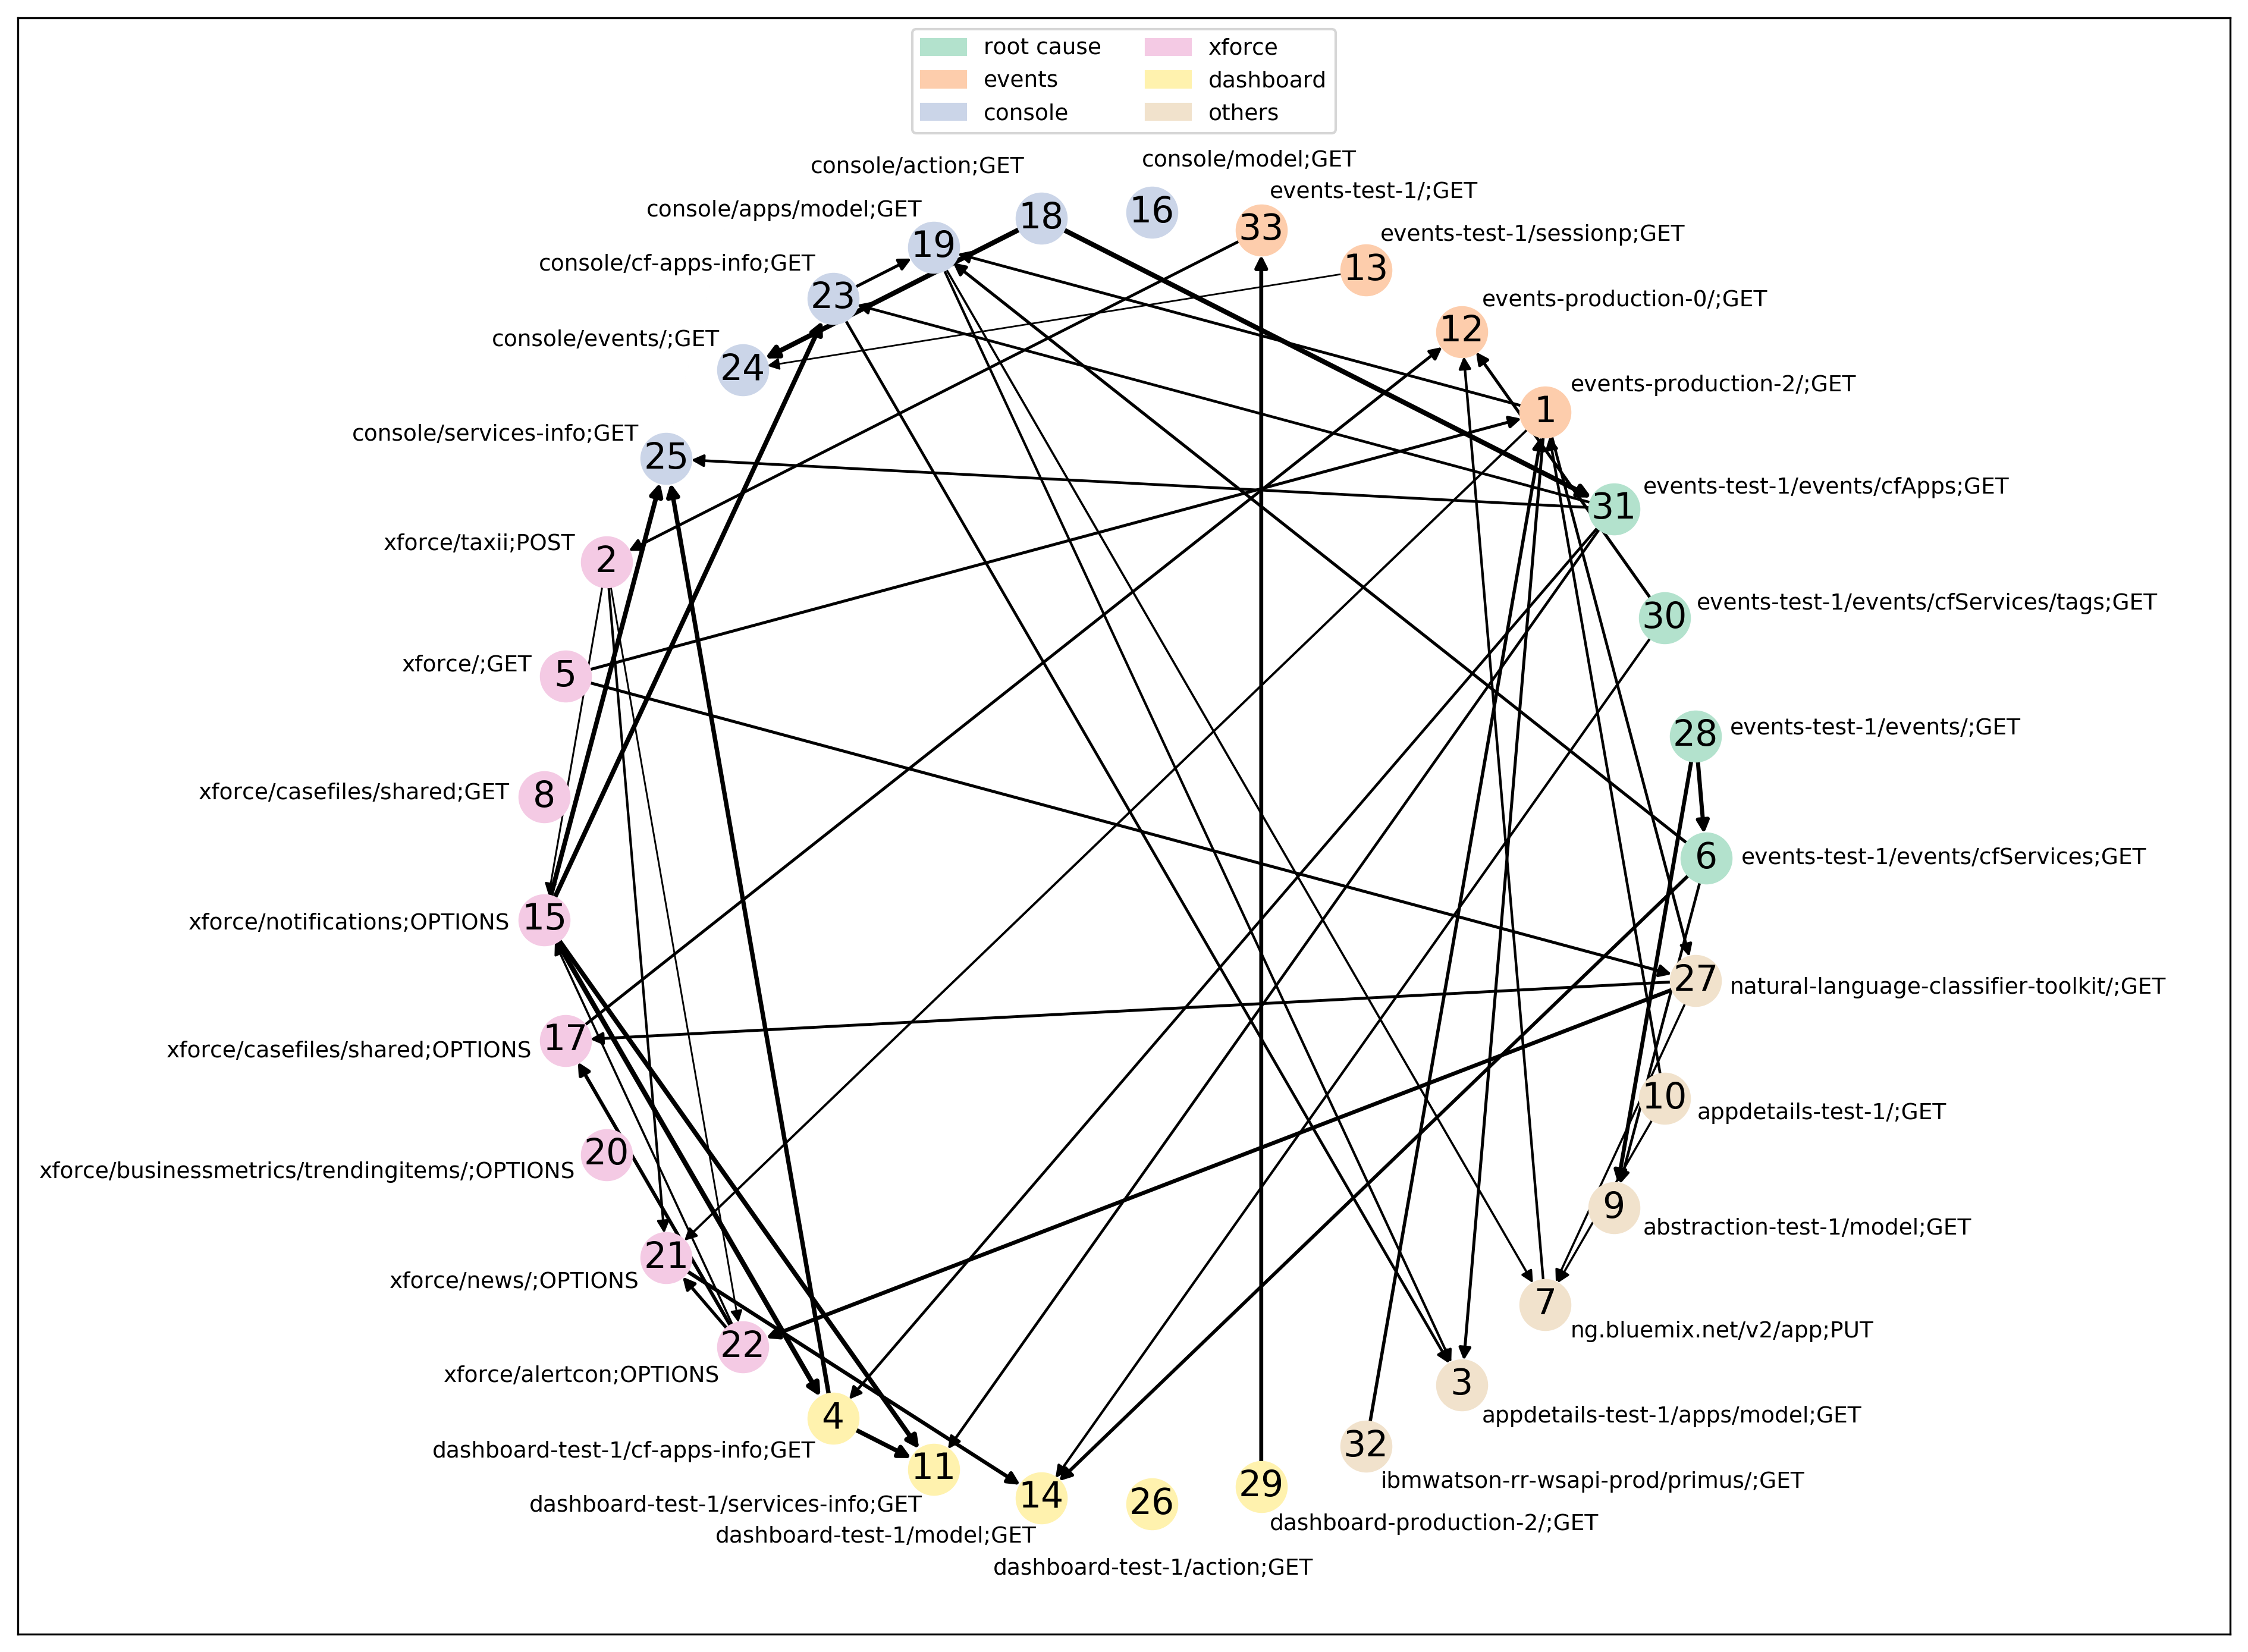 root cause
events
console
xforce
dashboard
others
console/action;GET
console/model;GET
console/apps/model;GET
events-test-1/;GET
18
16
33
19
events-test-1/sessionp;GET
console/cf-apps-info;GET
13
23
events-production-0/;GET
console/events/;GET
12
24
events-production-2/;GET
1
console/services-info;GET
25
events-test-1/events/cfApps;GET
31
xforce/taxii;POST
2
events-test-1/events/cfServices/tags;GET
30
xforce/;GET
5
events-test-1/events/;GET
28
xforce/casefiles/shared;GET
8
events-test-1/events/cfServices;GET
6
xforce/notifications;OPTIONS
15
natural-language-classifier-toolkit/;GET
27
xforce/casefiles/shared;OPTIONS
17
appdetails-test-1/;GET
10
xforce/businessmetrics/trendingitems/;OPTIONS
20
abstraction-test-1/model;GET
9
xforce/news/;OPTIONS
21
ng.bluemix.net/v2/app;PUT
7
xforce/alertcon;OPTIONS
22
appdetails-test-1/apps/model;GET
3
dashboard-test-1/cf-apps-info;GET
4
ibmwatson-rr-wsapi-prod/primus/;GET
32
dashboard-test-1/services-info;GET
11
dashboard-production-2/;GET
29
dashboard-test-1/model;GET
14
dashboard-test-1/action;GET
26